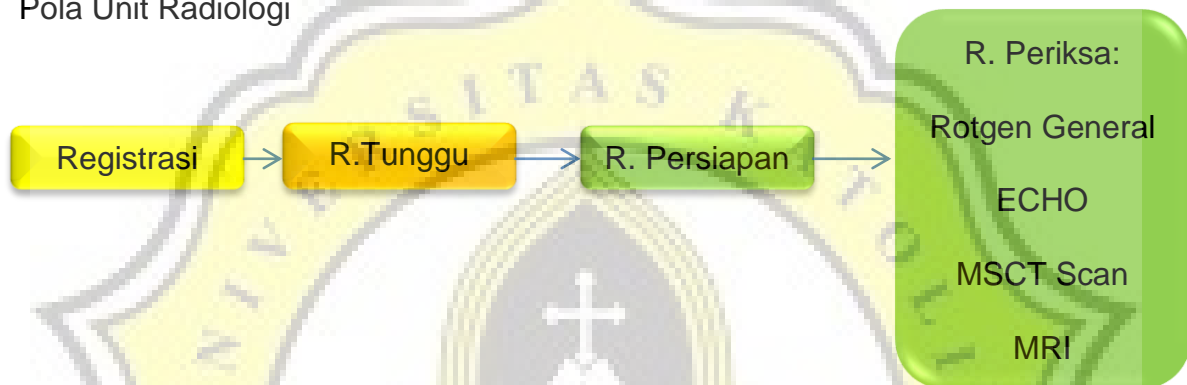 Pola Unit Radiologi
Registrasi
R.Tunggu
R. Persiapan
R. Periksa:
Rotgen General
ECHO
MSCT Scan
MRI